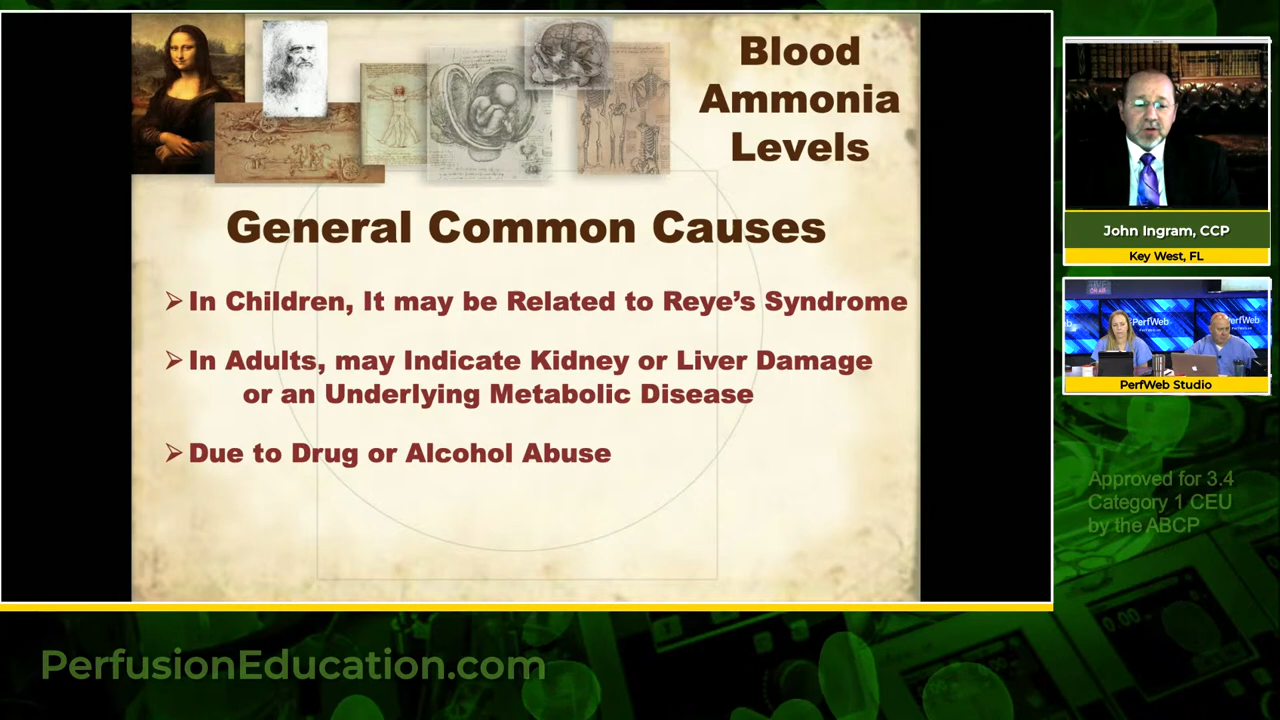 Blood
Ammonia
Levels
General Common Causes
In Children, It may be Related to Reye's Syndrome
In Adults, may Indicate Kidney or Liver Damage
or an Underlying Metabolic Disease
Due to Drug or Alcohol Abuse
John Ingram, CCP
Key West, FL
PerfWeb
PerfWeb Studio
Approved for 3.4
Category 1 CEU
by the ABCP
PerfusionEducation.com